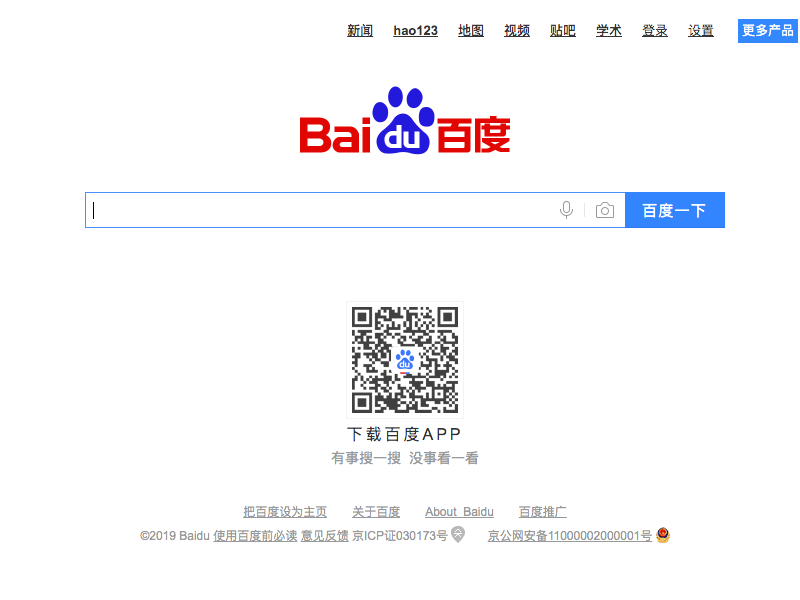 新闻 hao123 地图 视频 贴吧 学术 登录 设置 更多产品
Bai du 百度
百度一下
du
下载百度APP
有事搜一搜 没事看一看
把百度设为主页 关于百度 About Baidu 百度推广
©2019 Baidu 使用百度前必读 意见反馈 京ICP证030173号 京公网安备11000002000001号